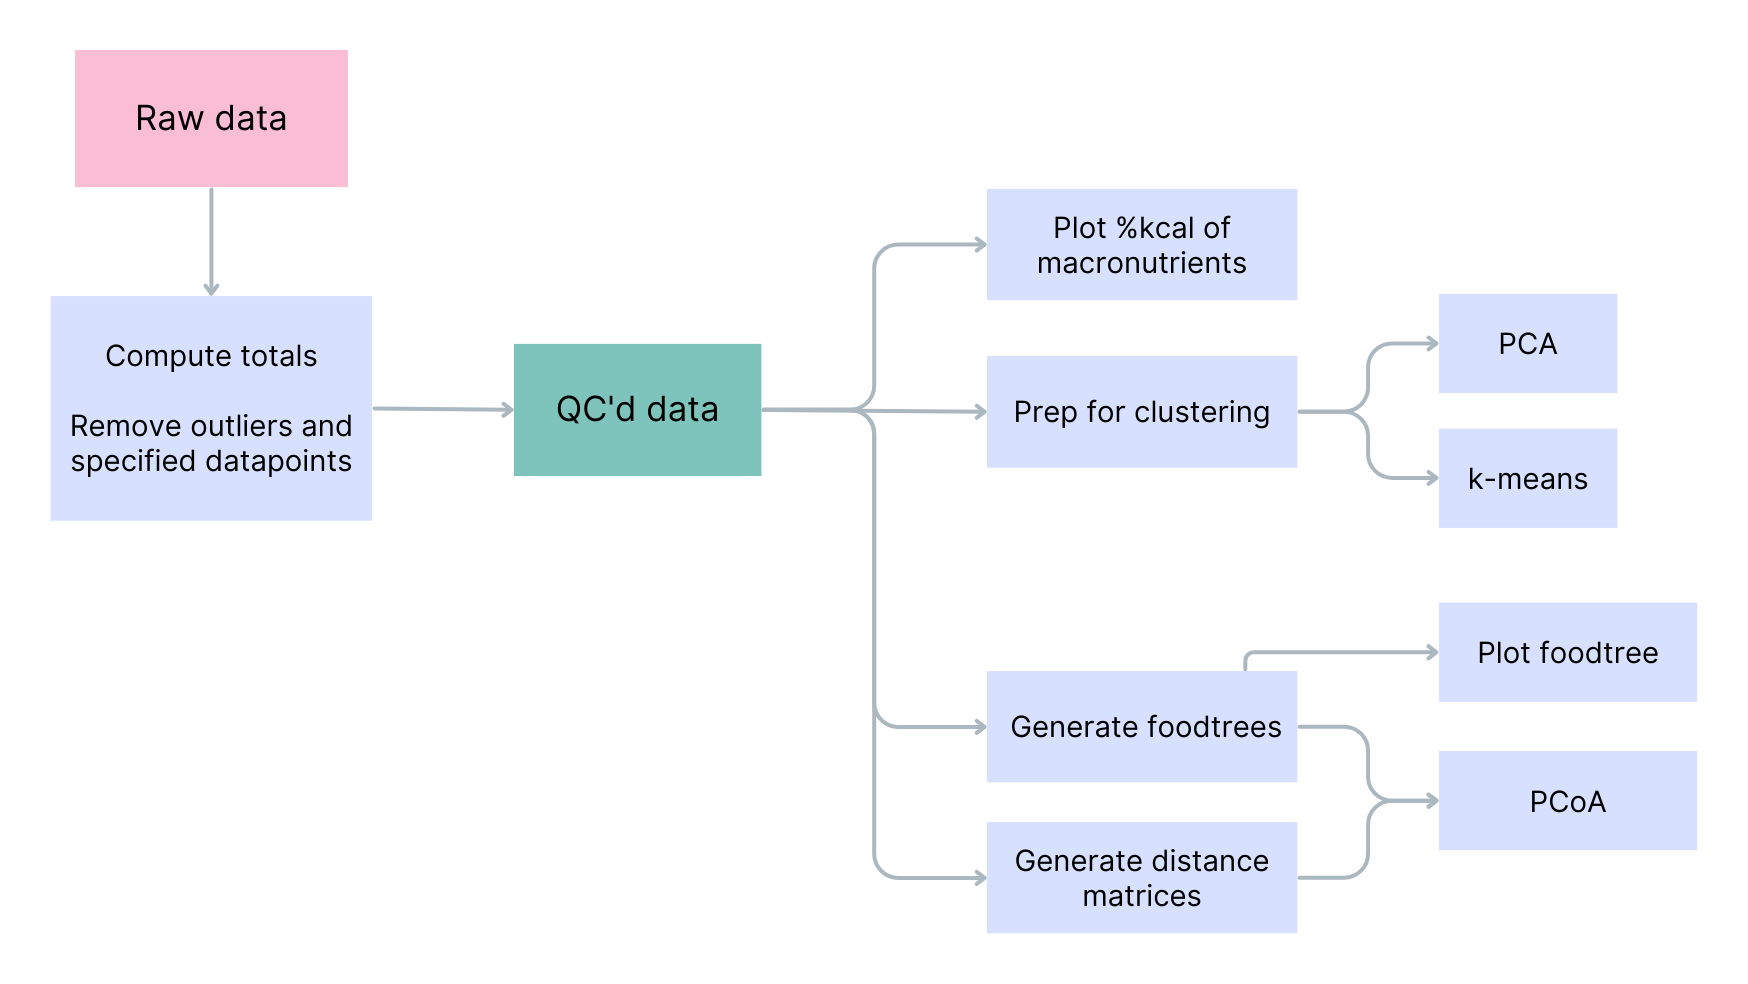 Raw data
Compute totals
Remove outliers and
specified datapoints
QC'd data
Plot %kcal of
macronutrients
Prep for clustering
PCA
k-means
Generate foodtrees
Plot foodtree
PCoA
Generate distance
matrices